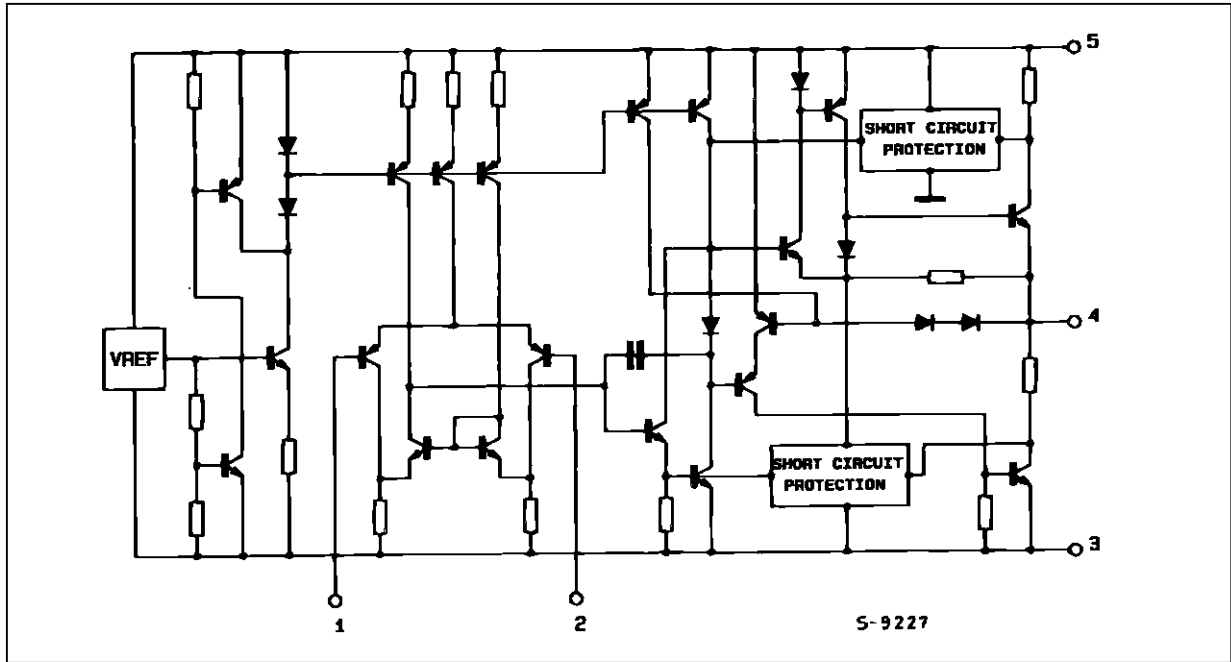 5
SHORT CIRCUIT
PROTECTION
4
VREF
SHORT CIRCUIT
PROTECTION
3
1
2
S-9227